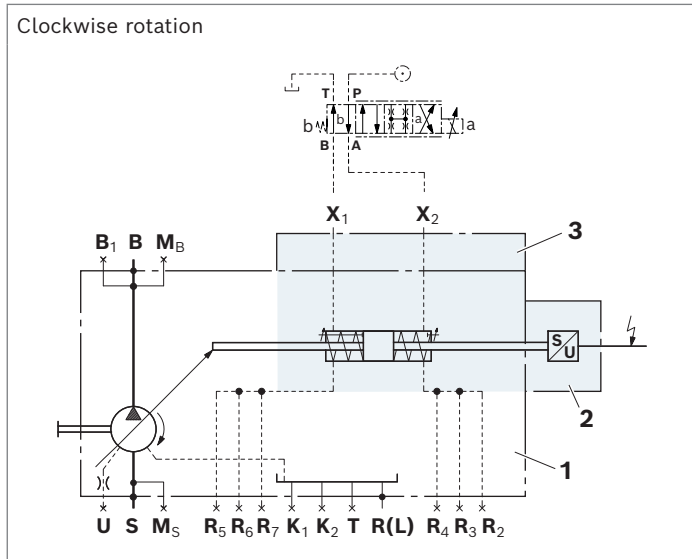 Clockwise rotation
T P
b b a a
B A
X1 X2
B1 B MB
3
S
U
2
1
U S MS R5 R6 R7 K1 K2 T R(L) R4 R3 R2